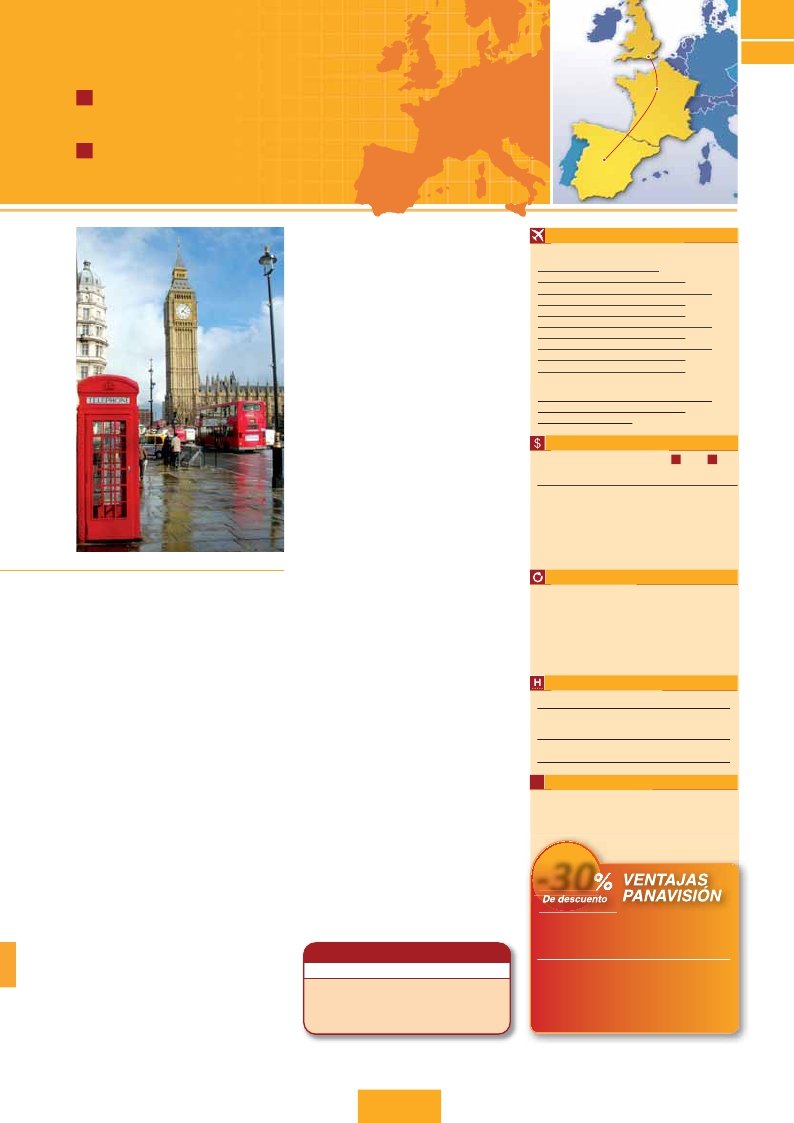 TELEPHONE
$
H
-30%
De descuento
VENTAJAS
PANAVISIÓN